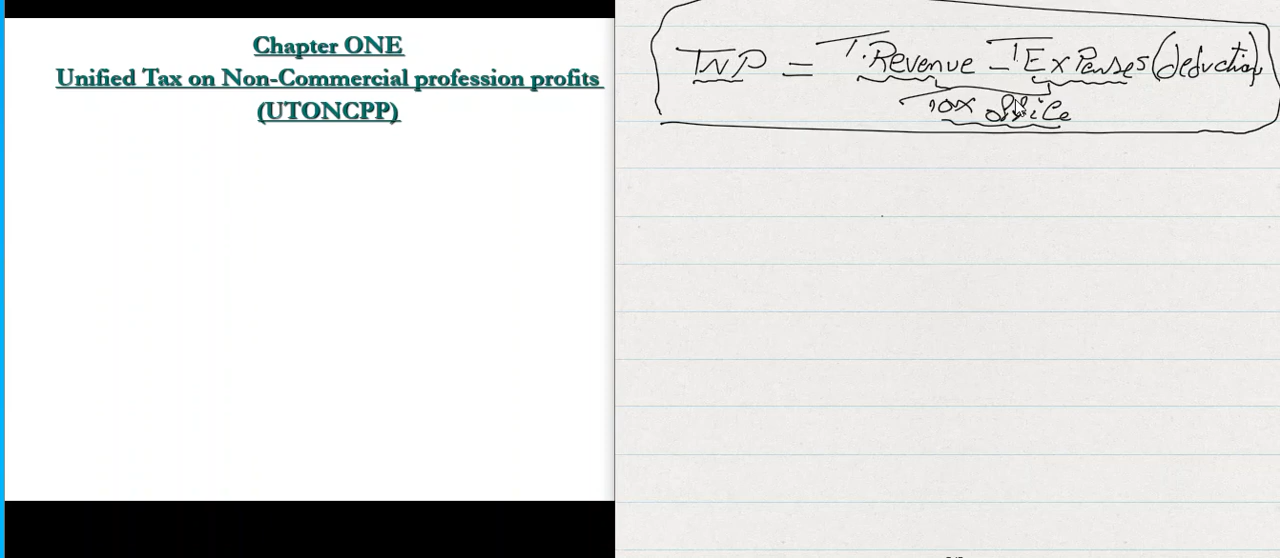 Chapter ONE
Unified Tax on Non-Commercial profession profits
(UTONCPP)
TNP = T.Revenue - T Expenses (deduction)
Tax office